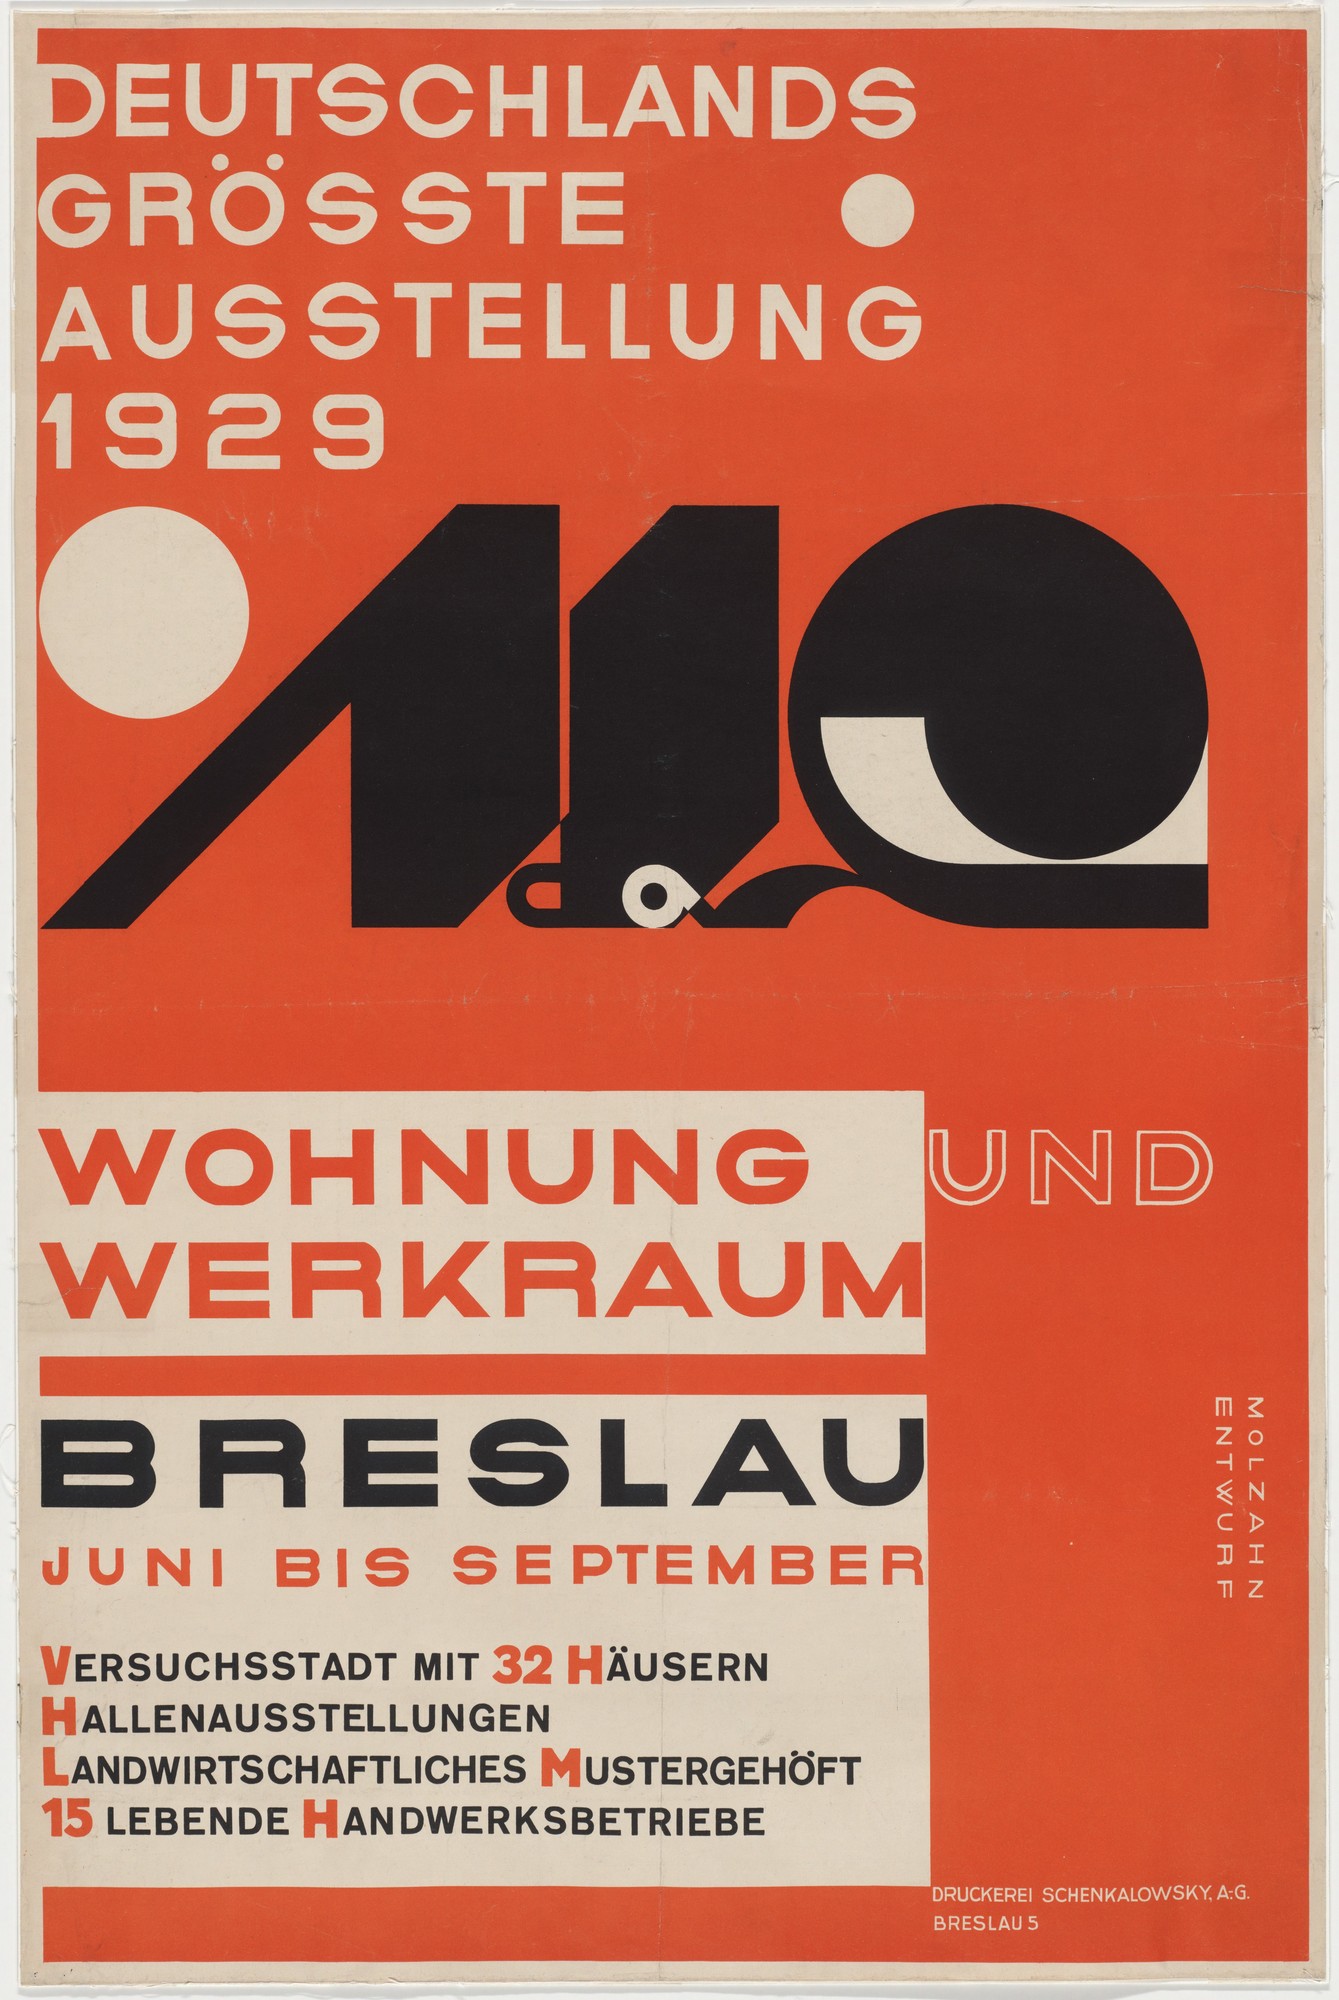 DEUTSCHLANDS
GRÖSSTE
AUSSTELLUNG
1929
WOHNUNG UND
WERKRAUM
BRESLAU
JUNI BIS SEPTEMBER
VERSUCHSSTADT MIT 32 HÄUSERN
HALLENAUSSTELLUNGEN
LANDWIRTSCHAFTLICHES MUSTERGEHÖFT
15 LEBENDE HANDWERKSBETRIEBE
MOLZAHN
ENTWURF
DRUCKEREI SCHENKALOWSKY, A.-G.
BRESLAU 5